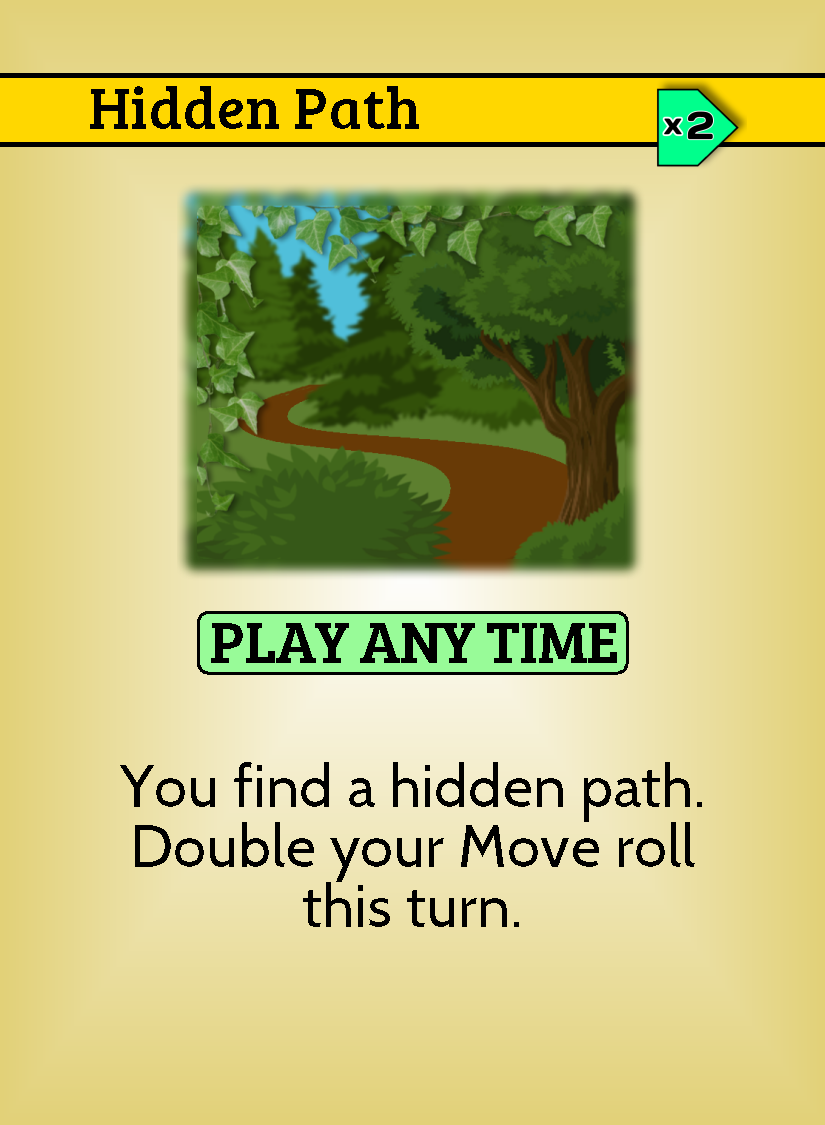 Hidden Path
x2
PLAY ANY TIME
You find a hidden path.
Double your Move roll
this turn.